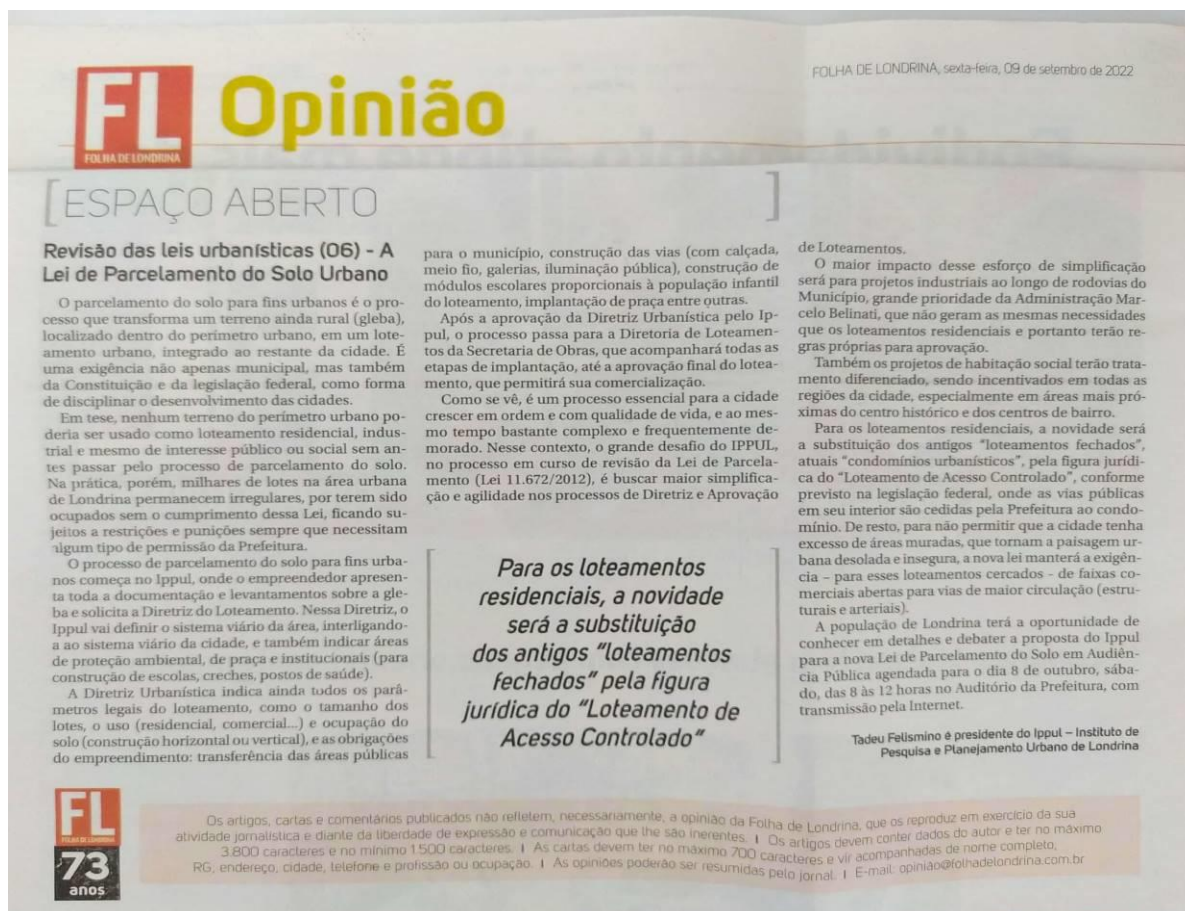 FL
FOLHA DE LONDRINA
Opinião
FOLHA DE LONDRINA, sexta-feira, 09 de setembro de 2022
[ESPAÇO ABERTO]
Revisão das leis urbanísticas (06) - A
Lei de Parcelamento do Solo Urbano
O parcelamento do solo para fins urbanos é o pro-
cesso que transforma um terreno ainda rural (gleba),
localizado dentro do perímetro urbano, em um lote-
amento urbano, integrado ao restante da cidade. É
uma exigência não apenas municipal, mas também
da Constituição e da legislação federal, como forma
de disciplinar o desenvolvimento das cidades.
Em tese, nenhum terreno do perímetro urbano po-
deria ser usado como loteamento residencial, indus-
trial e mesmo de interesse público ou social sem an-
tes passar pelo processo de parcelamento do solo.
Na prática, porém, milhares de lotes na área urbana
de Londrina permanecem irregulares, por terem sido
ocupados sem o cumprimento dessa Lei, ficando su-
jeitos a restrições e punições sempre que necessitam
algum tipo de permissão da Prefeitura.
O processo de parcelamento do solo para fins urba-
nos começa no Ippul, onde o empreendedor apresen-
ta toda a documentação e levantamentos sobre a gle-
ba e solicita a Diretriz do Loteamento. Nessa Diretriz, o
Ippul vai definir o sistema viário da área, interligando-
a ao sistema viário da cidade, e também indicar áreas
de proteção ambiental, de praça e institucionais (para
construção de escolas, creches, postos de saúde).
A Diretriz Urbanística indica ainda todos os parâ-
metros legais do loteamento, como o tamanho dos
lotes, o uso (residencial, comercial...) e ocupação do
solo (construção horizontal ou vertical), e as obrigações
do empreendimento: transferência das áreas públicas
para o município, construção das vias (com calçada,
meio fio, galerias, iluminação pública), construção de
módulos escolares proporcionais à população infantil
do loteamento, implantação de praça entre outras.
Após a aprovação da Diretriz Urbanística pelo Ip-
pul, o processo passa para a Diretoria de Loteamen-
tos da Secretaria de Obras, que acompanhará todas as
etapas de implantação, até a aprovação final do lotea-
mento, que permitirá sua comercialização.
Como se vê, é um processo essencial para a cidade
crescer em ordem e com qualidade de vida, e ao mes-
mo tempo bastante complexo e frequentemente de-
morado. Nesse contexto, o grande desafio do IPPUL,
no processo em curso de revisão da Lei de Parcela-
mento (Lei 11.672/2012), é buscar maior simplifica-
ção e agilidade nos processos de Diretriz e Aprovação
Para os loteamentos
residenciais, a novidade
será a substituição
dos antigos "loteamentos
fechados" pela figura
jurídica do "Loteamento de
Acesso Controlado"
de Loteamentos.
O maior impacto desse esforço de simplificação
será para projetos industriais ao longo de rodovias do
Município, grande prioridade da Administração Mar-
celo Belinati, que não geram as mesmas necessidades
que os loteamentos residenciais e portanto terão re-
gras próprias para aprovação.
Também os projetos de habitação social terão trata-
mento diferenciado, sendo incentivados em todas as
regiões da cidade, especialmente em áreas mais pró-
ximas do centro histórico e dos centros de bairro.
Para os loteamentos residenciais, a novidade será
a substituição dos antigos "loteamentos fechados",
atuais "condomínios urbanísticos", pela figura jurídi-
ca do "Loteamento de Acesso Controlado", conforme
previsto na legislação federal, onde as vias públicas
em seu interior são cedidas pela Prefeitura ao condo-
mínio. De resto, para não permitir que a cidade tenha
excesso de áreas muradas, que tornam a paisagem ur-
bana desolada e insegura, a nova lei manterá a exigên-
cia – para esses loteamentos cercados - de faixas co-
merciais abertas para vias de maior circulação (estru-
turais e arteriais).
A população de Londrina terá a oportunidade de
conhecer em detalhes e debater a proposta do Ippul
para a nova Lei de Parcelamento do Solo em Audiên-
cia Pública agendada para o dia 8 de outubro, sába-
do, das 8 às 12 horas no Auditório da Prefeitura, com
transmissão pela Internet.
Tadeu Felismino é presidente do Ippul – Instituto de
Pesquisa e Planejamento Urbano de Londrina
FL
FOLHA DE LONDRINA
73
anos
Os artigos, cartas e comentários publicados não refletem, necessariamente, a opinião da Folha de Londrina, que os reproduz em exercício da sua
atividade jornalística e diante da liberdade de expressão e comunicação que lhe são inerentes. | Os artigos devem conter dados do autor e ter no máximo
3.800 caracteres e no mínimo 1.500 caracteres. | As cartas devem ter no máximo 700 caracteres e vir acompanhadas de nome completo,
RG, endereço, cidade, telefone e profissão ou ocupação. | As opiniões poderão ser resumidas pelo jornal. | E-mail: opinião@folhadelondrina.com.br